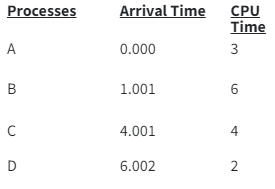 Processes Arrival Time CPU Time
A 0.000 3
B 1.001 6
C 4.001 4
D 6.002 2